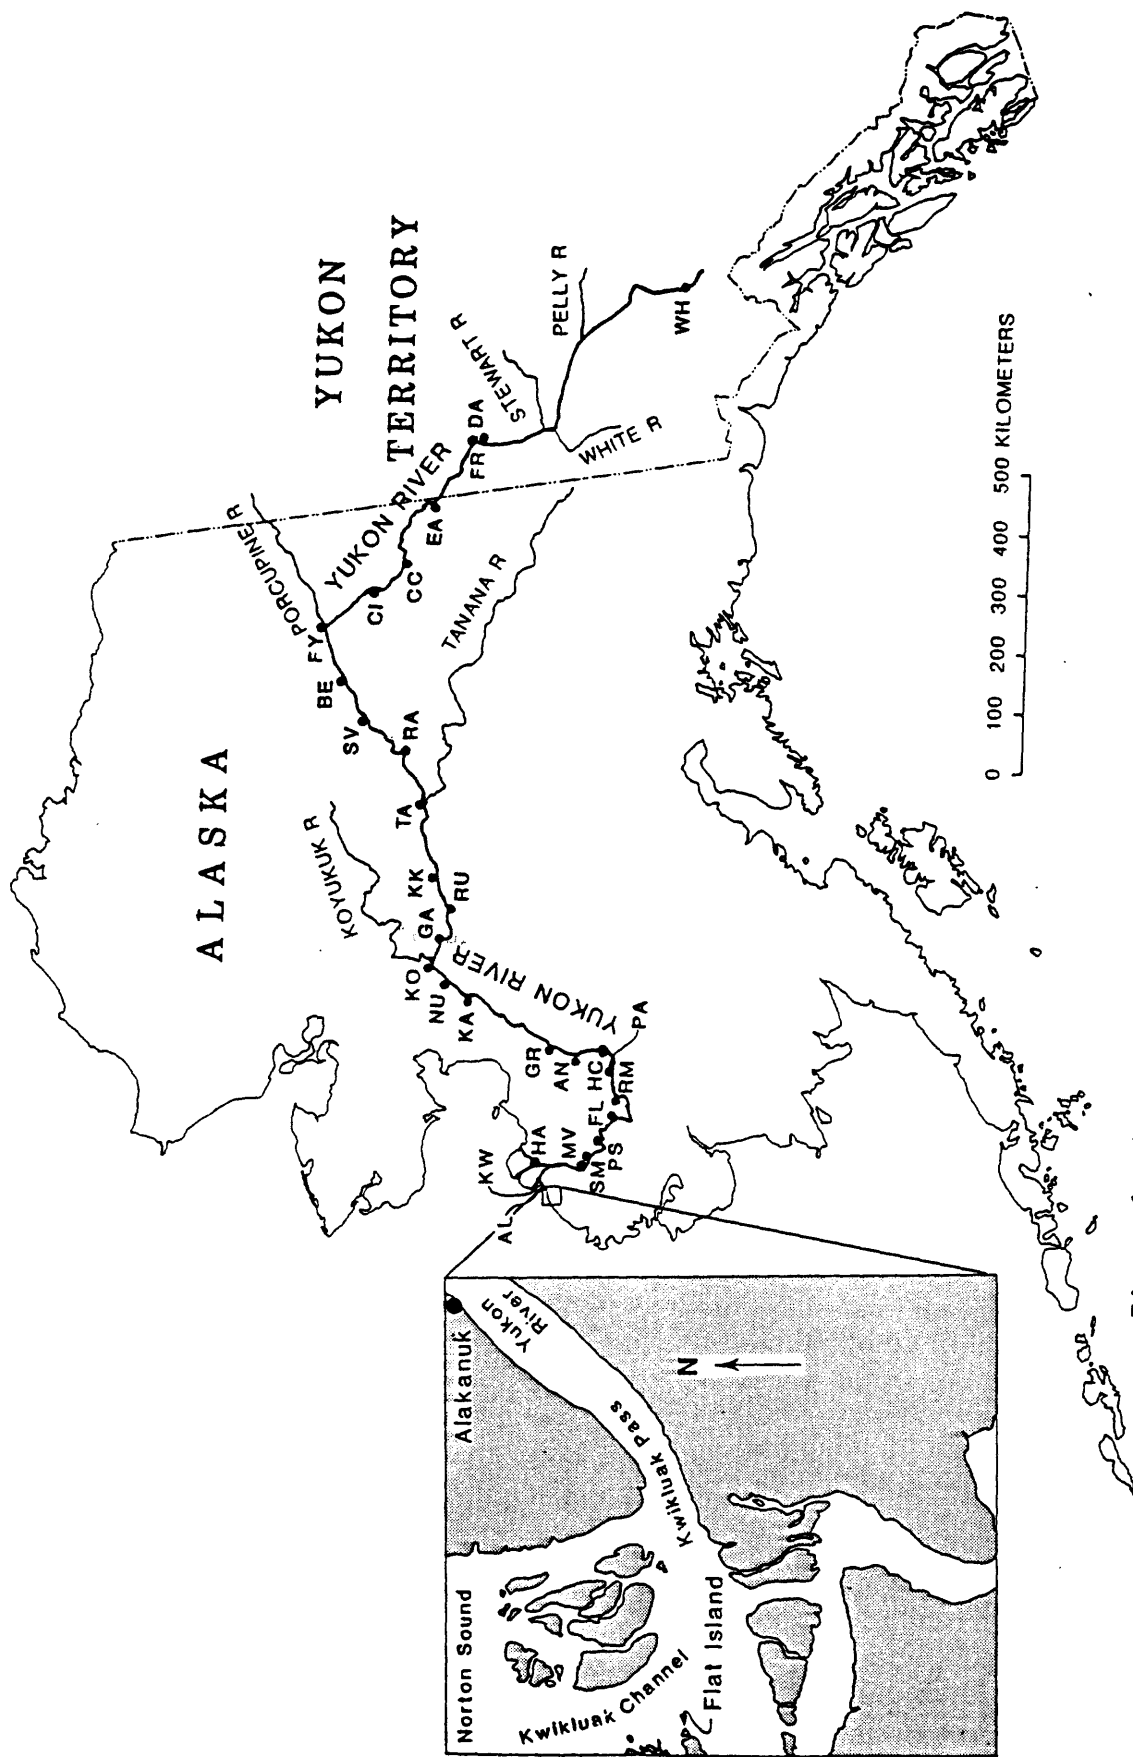 YUKON
TERRITORY
ALASKA
PORCUPINE R
YUKON RIVER
STEWART R
PELLY R
WHITE R
TANANA R
KOYUKUK R
YUKON RIVER
WH
DA
FR
EA
CC
CI
FY
BE
SV
RA
TA
KK
RU
GA
KO
NU
KA
GR
AN
HC
PA
RM
FL
PS
SM
MV
HA
KW
AL
0 100 200 300 400 500 KILOMETERS
Norton Sound
Alakanuk
Yukon
River
Kwikluak Pass
Kwikluak Channel
Flat Island
N